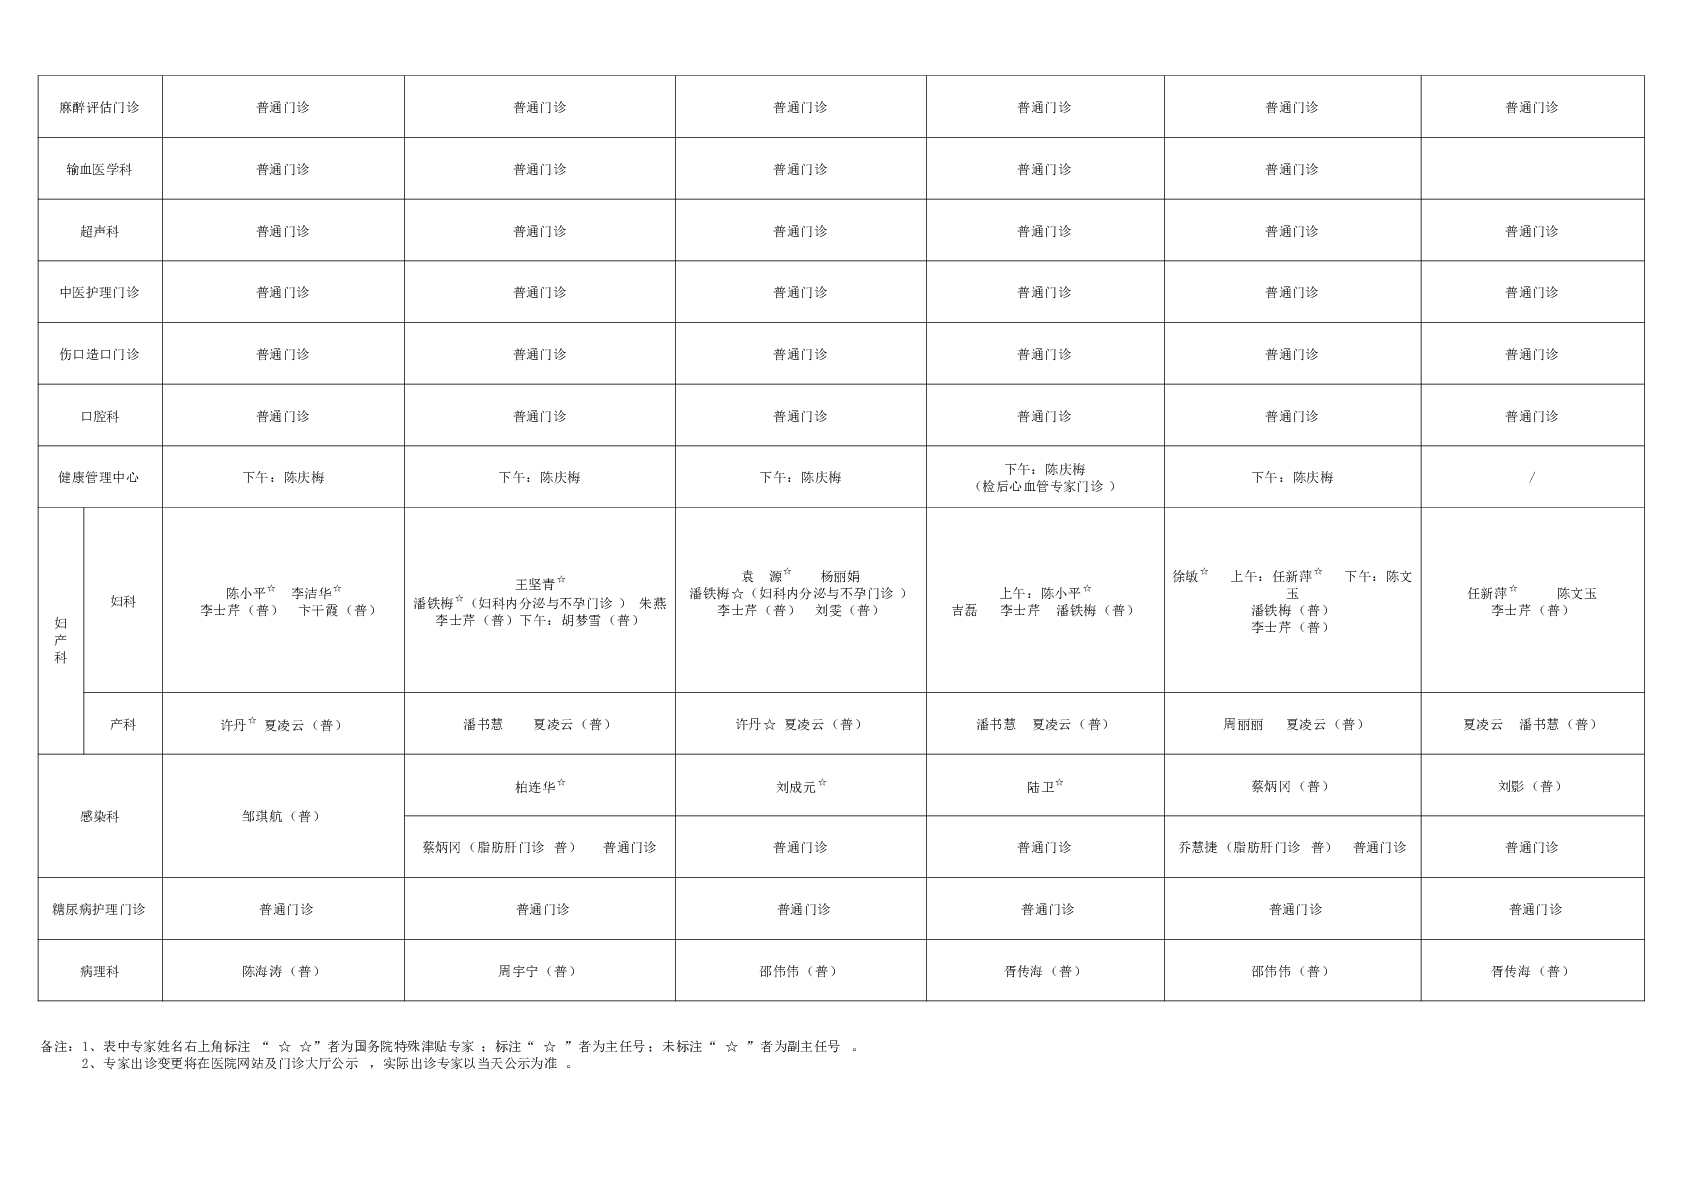 麻醉评估门诊 普通门诊 普通门诊 普通门诊 普通门诊 普通门诊 普通门诊
输血医学科 普通门诊 普通门诊 普通门诊 普通门诊 普通门诊
超声科 普通门诊 普通门诊 普通门诊 普通门诊 普通门诊 普通门诊
中医护理门诊 普通门诊 普通门诊 普通门诊 普通门诊 普通门诊 普通门诊
伤口造口门诊 普通门诊 普通门诊 普通门诊 普通门诊 普通门诊 普通门诊
口腔科 普通门诊 普通门诊 普通门诊 普通门诊 普通门诊 普通门诊
健康管理中心 下午：陈庆梅 下午：陈庆梅 下午：陈庆梅 下午：陈庆梅
（检后心血管专家门诊） 下午：陈庆梅 /
妇产科
妇科
陈小平☆ 李洁华☆
李士芹（普） 卞干霞（普）
王坚青☆
潘铁梅☆（妇科内分泌与不孕门诊） 朱燕
李士芹（普）下午：胡梦雪（普）
袁 源☆ 杨丽娟
潘铁梅☆（妇科内分泌与不孕门诊）
李士芹（普） 刘雯（普）
上午：陈小平☆
吉磊 李士芹 潘铁梅（普）
徐敏☆ 上午：任新萍☆ 下午：陈文
玉
潘铁梅（普）
李士芹（普）
任新萍☆ 陈文玉
李士芹（普）
产科 许丹☆ 夏凌云（普） 潘书慧 夏凌云（普） 许丹☆ 夏凌云（普） 潘书慧 夏凌云（普） 周丽丽 夏凌云（普） 夏凌云 潘书慧（普）
感染科 邹琪航（普） 柏连华☆ 刘成元☆ 陆卫☆ 蔡炳冈（普） 刘影（普）
蔡炳冈（脂肪肝门诊 普） 普通门诊 普通门诊 普通门诊 乔慧捷（脂肪肝门诊 普） 普通门诊 普通门诊
糖尿病护理门诊 普通门诊 普通门诊 普通门诊 普通门诊 普通门诊 普通门诊
病理科 陈海涛（普） 周宇宁（普） 邵伟伟（普） 胥传海（普） 邵伟伟（普） 胥传海（普）
备注：1、表中专家姓名右上角标注 “ ☆ ☆”者为国务院特殊津贴专家 ；标注“ ☆ ”者为主任号；未标注“ ☆ ”者为副主任号 。
2、专家出诊变更将在医院网站及门诊大厅公示 ，实际出诊专家以当天公示为准 。